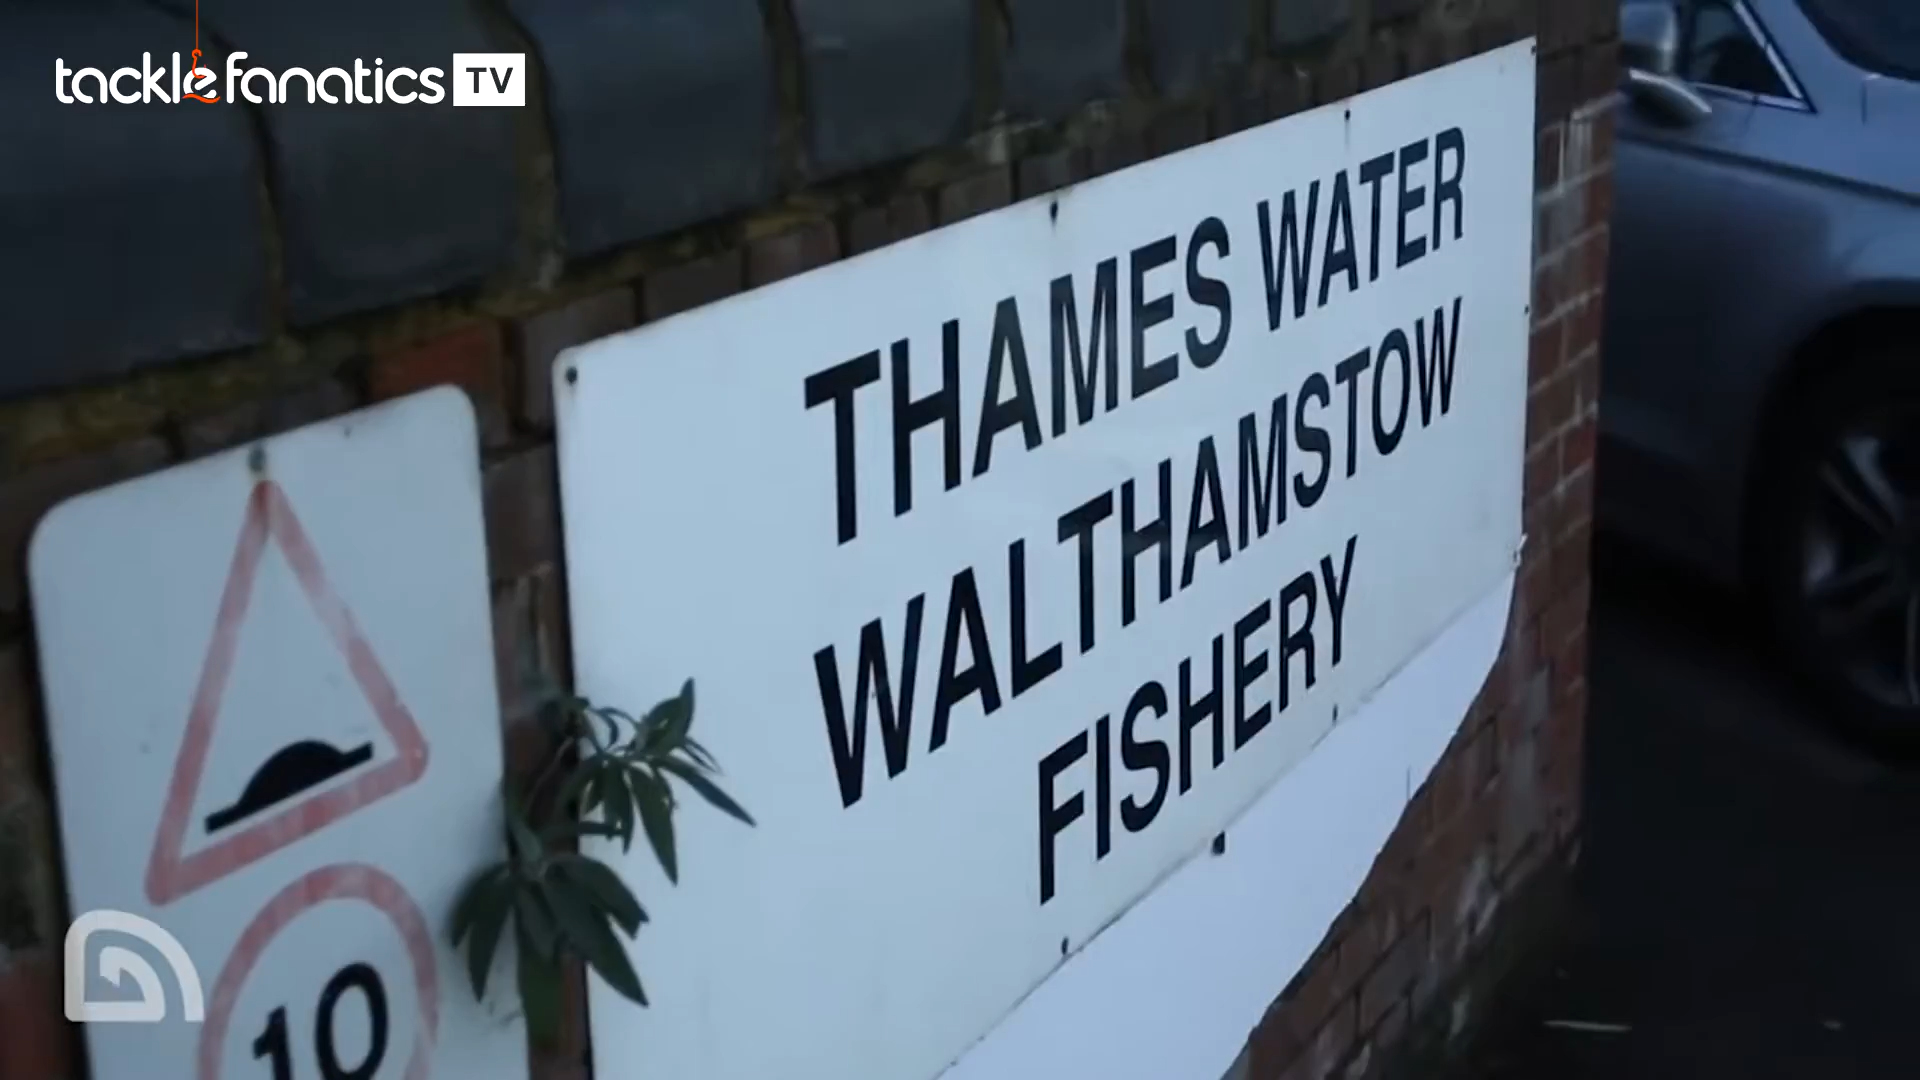 tacklefanatics TV
THAMES WATER
WALTHAMSTOW
FISHERY
10